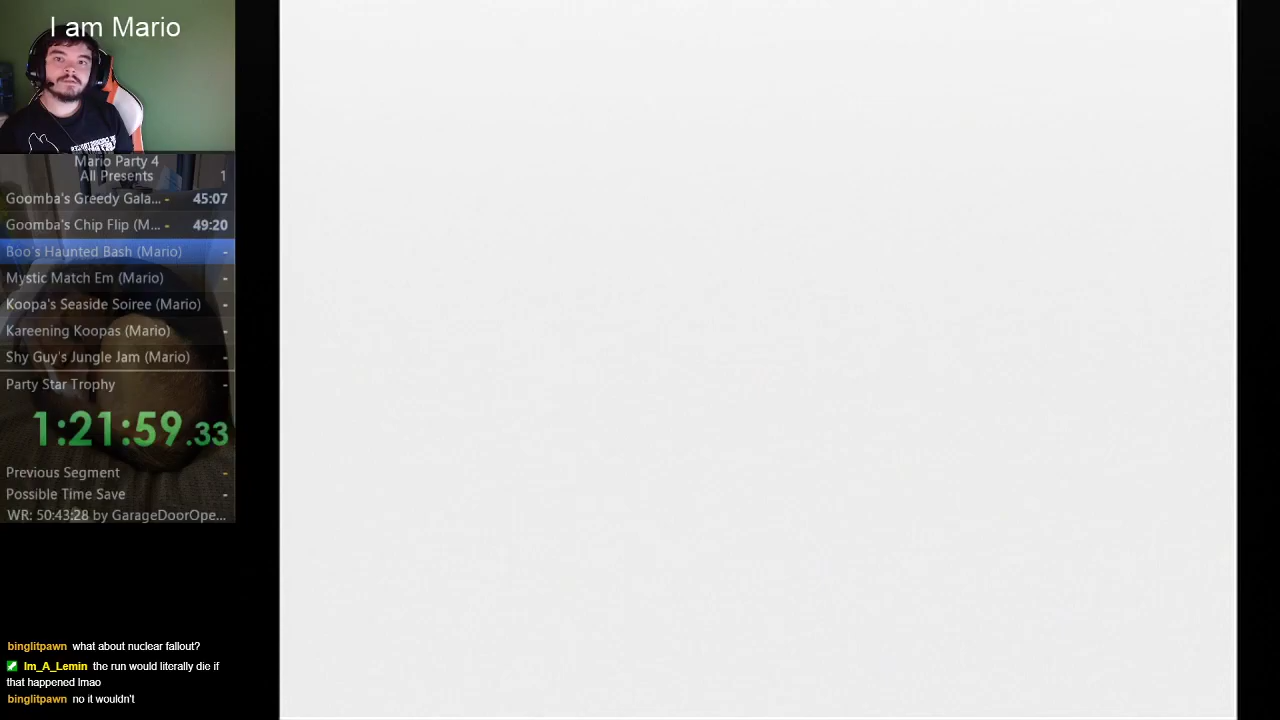 I am Mario
Mario Party 4
All Presents 1
Goomba's Greedy Gala... - 45:07
Goomba's Chip Flip (M... - 49:20
Boo's Haunted Bash (Mario) -
Mystic Match Em (Mario) -
Koopa's Seaside Soiree (Mario) -
Kareening Koopas (Mario) -
Shy Guy's Jungle Jam (Mario) -
Party Star Trophy -
1:21:59.33
Previous Segment -
Possible Time Save -
WR: 50:43:28 by GarageDoorOpe...
binglitpawn what about nuclear fallout?
Im_A_Lemin the run would literally die if
that happened lmao
binglitpawn no it wouldn't